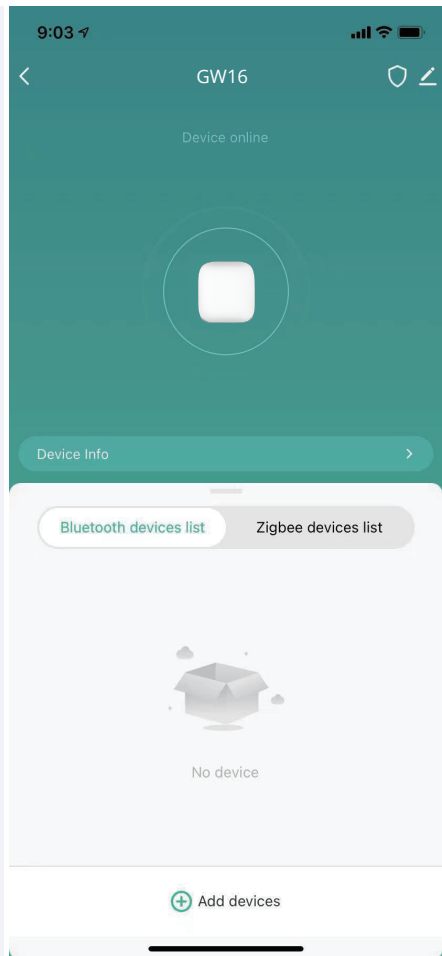 9:03
GW16
Device online
Device Info
Bluetooth devices list Zigbee devices list
No device
Add devices